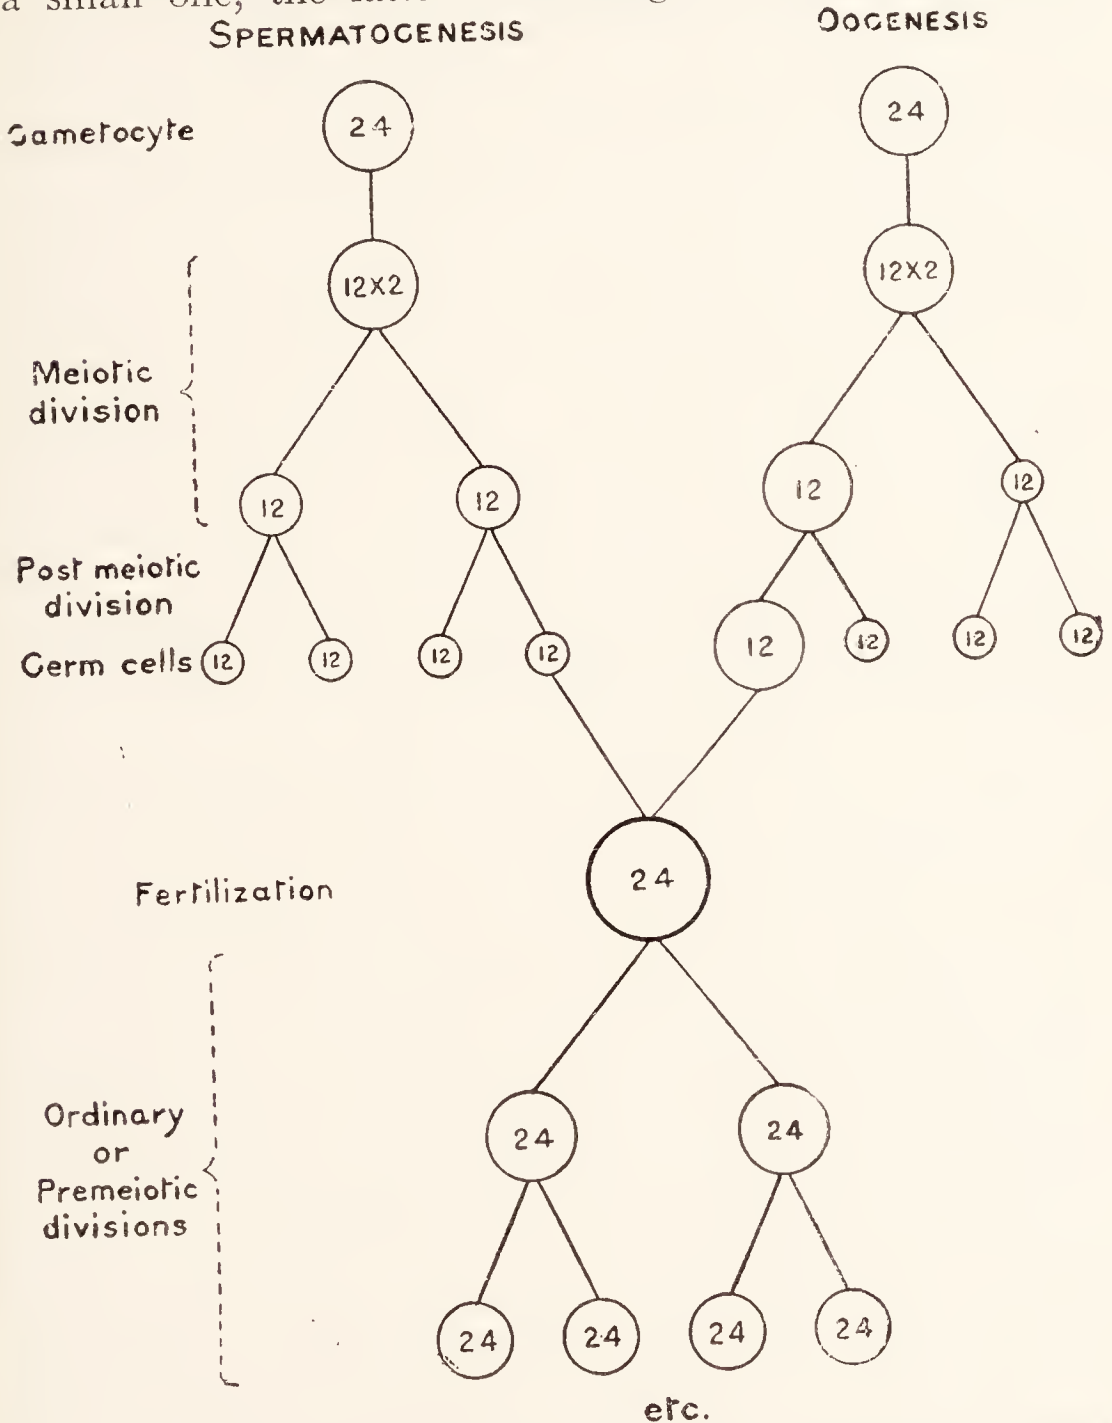 a small one,
SPERMATOGENESIS OOGENESIS
Gametocyte 24 24
12X2 12X2
Meiotic
division
12 12 12 12
Post meiotic
division
Germ cells 12 12 12 12 12 12 12 12
24
Fertilization
24 24
Ordinary
or
Premeiotic
divisions
24 24 24 24
etc.